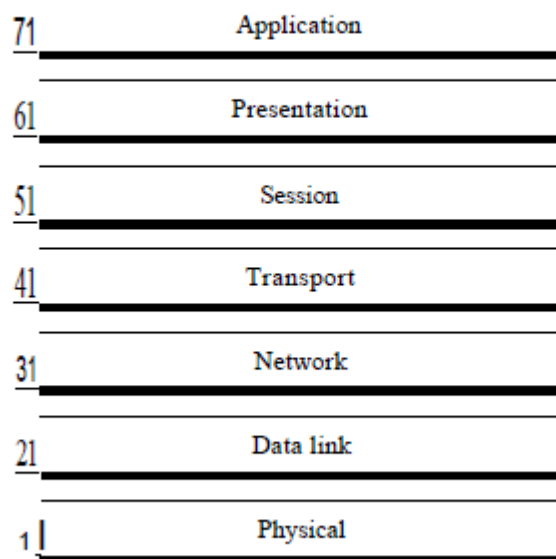 71 Application
61 Presentation
51 Session
41 Transport
31 Network
21 Data link
1 Physical